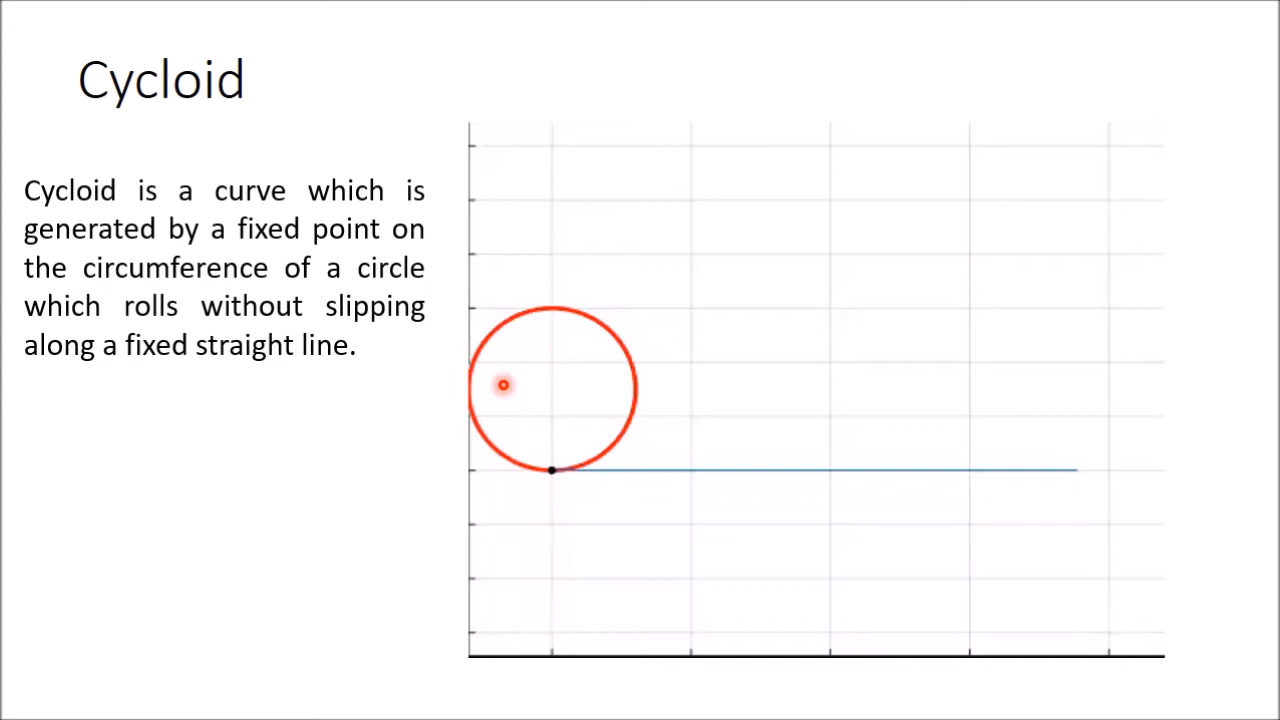 Cycloid
Cycloid is a curve which is
generated by a fixed point on
the circumference of a circle
which rolls without slipping
along a fixed straight line.